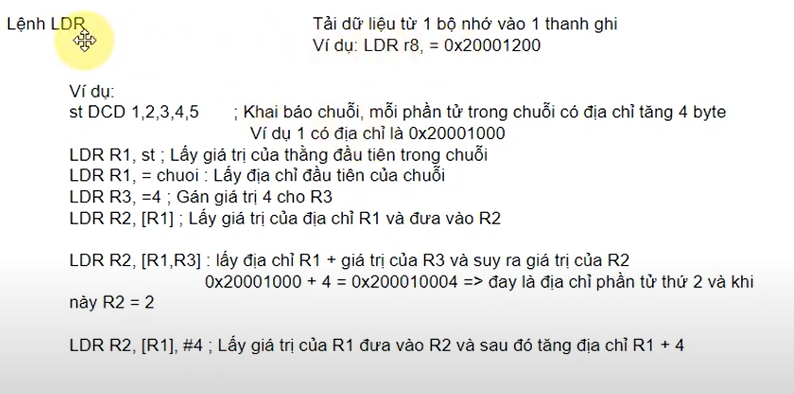 Lệnh LDR Tải dữ liệu từ 1 bộ nhớ vào 1 thanh ghi
Ví dụ: LDR r8, = 0x20001200
Ví dụ:
st DCD 1,2,3,4,5 ; Khai báo chuỗi, mỗi phần tử trong chuỗi có địa chỉ tăng 4 byte
Ví dụ 1 có địa chỉ là 0x20001000
LDR R1, st ; Lấy giá trị của thằng đầu tiên trong chuỗi
LDR R1, = chuoi : Lấy địa chỉ đầu tiên của chuỗi
LDR R3, =4 ; Gán giá trị 4 cho R3
LDR R2, [R1] ; Lấy giá trị của địa chỉ R1 và đưa vào R2
LDR R2, [R1,R3] : lấy địa chỉ R1 + giá trị của R3 và suy ra giá trị của R2
0x20001000 + 4 = 0x200010004 => đay là địa chỉ phần tử thứ 2 và khi
này R2 = 2
LDR R2, [R1], #4 ; Lấy giá trị của R1 đưa vào R2 và sau đó tăng địa chỉ R1 + 4